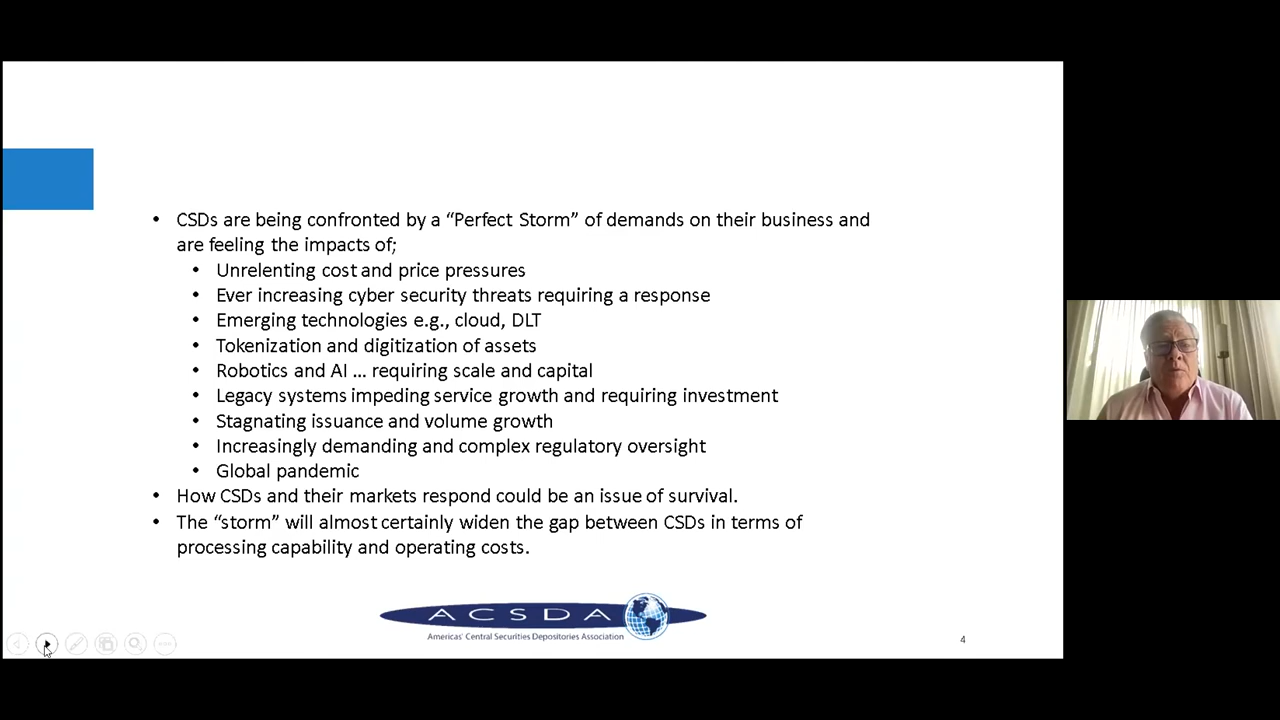 • CSDs are being confronted by a “Perfect Storm” of demands on their business and
are feeling the impacts of;
• Unrelenting cost and price pressures
• Ever increasing cyber security threats requiring a response
• Emerging technologies e.g., cloud, DLT
• Tokenization and digitization of assets
• Robotics and AI ... requiring scale and capital
• Legacy systems impeding service growth and requiring investment
• Stagnating issuance and volume growth
• Increasingly demanding and complex regulatory oversight
• Global pandemic
• How CSDs and their markets respond could be an issue of survival.
• The “storm” will almost certainly widen the gap between CSDs in terms of
processing capability and operating costs.
ACSDA
Americas' Central Securities Depositories Association
4